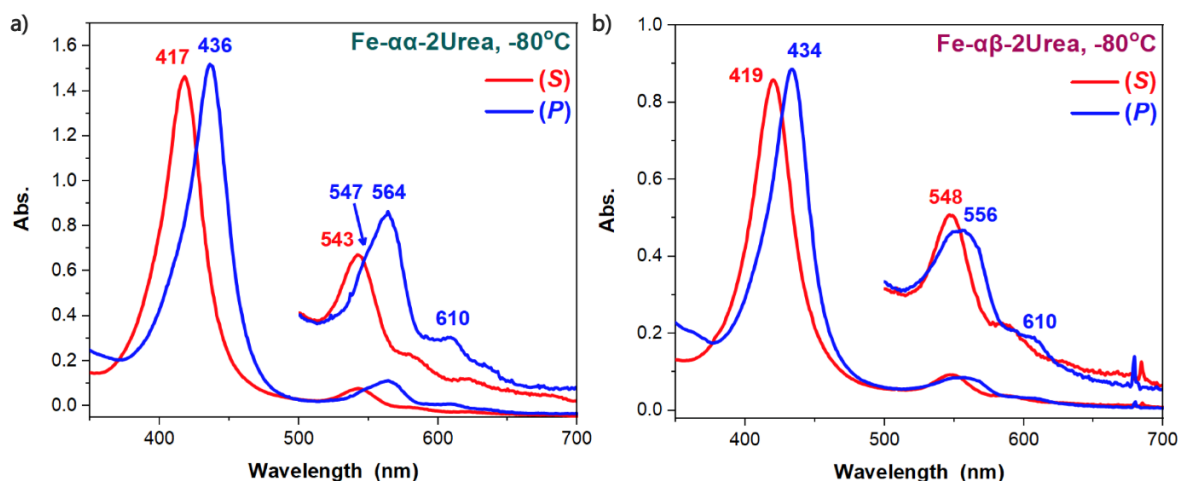 a)
Fe-αα-2Urea, -80°C
(S)
(P)
417
436
547
564
543
610
Abs.
1.6
1.4
1.2
1.0
0.8
0.6
0.4
0.2
0.0
400
500
600
700
Wavelength (nm)
b)
Fe-αβ-2Urea, -80°C
(S)
(P)
419
434
548
556
610
Abs.
1.0
0.8
0.6
0.4
0.2
0.0
400
500
600
700
Wavelength (nm)